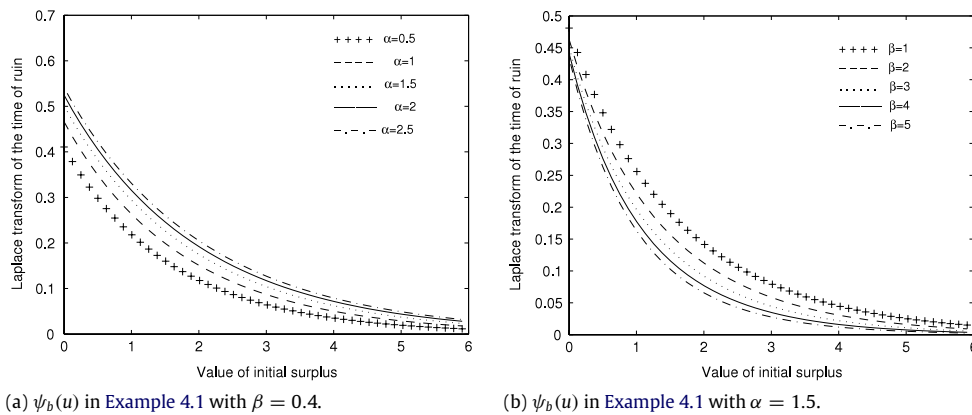 0.7
0.6
0.5
0.4
0.3
0.2
0.1
0
Laplace transform of the time of ruin
α=0.5
α=1
α=1.5
α=2
α=2.5
0 1 2 3 4 5 6
Value of initial surplus
(a) ψb(u) in Example 4.1 with β = 0.4.
0.5
0.45
0.4
0.35
0.3
0.25
0.2
0.15
0.1
0.05
0
Laplace transform of the time of ruin
β=1
β=2
β=3
β=4
β=5
0 1 2 3 4 5 6
Value of initial surplus
(b) ψb(u) in Example 4.1 with α = 1.5.